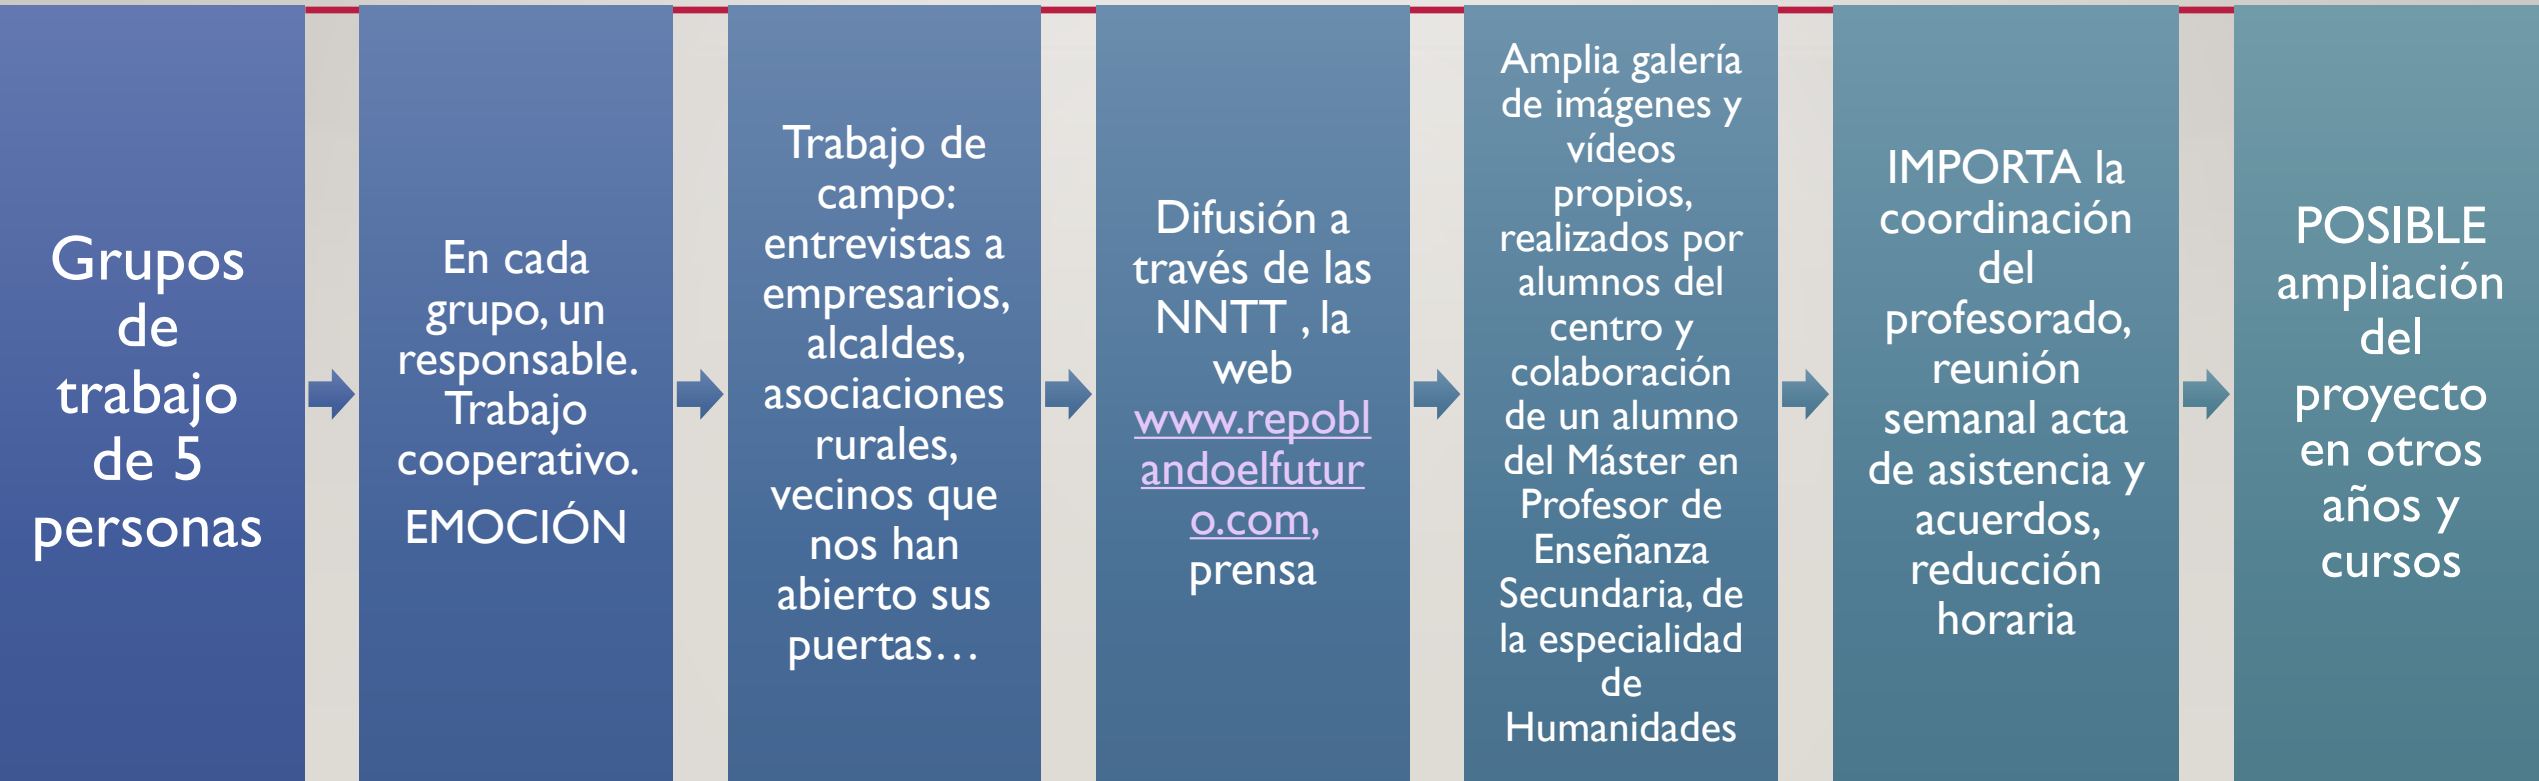 Grupos
de
trabajo
de 5
personas
En cada
grupo, un
responsable.
Trabajo
cooperativo.
EMOCIÓN
Trabajo de
campo:
entrevistas a
empresarios,
alcaldes,
asociaciones
rurales,
vecinos que
nos han
abierto sus
puertas…
Difusión a
través de las
NNTT , la
web
www.repobl
andoelfutur
o.com,
prensa
Amplia galería
de imágenes y
vídeos
propios,
realizados por
alumnos del
centro y
colaboración
de un alumno
del Máster en
Profesor de
Enseñanza
Secundaria, de
la especialidad
de
Humanidades
IMPORTA la
coordinación
del
profesorado,
reunión
semanal acta
de asistencia y
acuerdos,
reducción
horaria
POSIBLE
ampliación
del
proyecto
en otros
años y
cursos